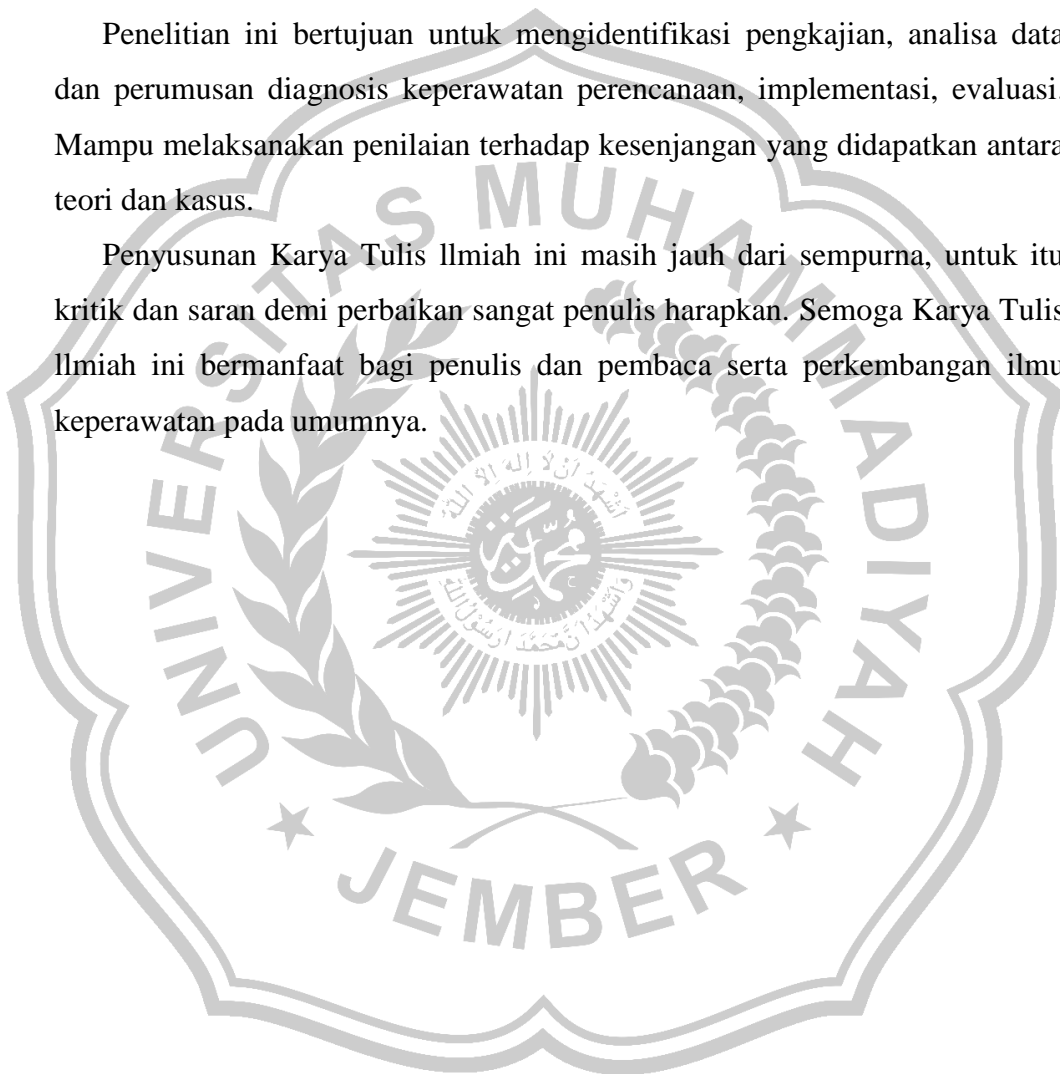 Penelitian ini bertujuan untuk mengidentifikasi pengkajian, analisa data
dan perumusan diagnosis keperawatan perencanaan, implementasi, evaluasi.
Mampu melaksanakan penilaian terhadap kesenjangan yang didapatkan antara
teori dan kasus.
Penyusunan Karya Tulis llmiah ini masih jauh dari sempurna, untuk itu
kritik dan saran demi perbaikan sangat penulis harapkan. Semoga Karya Tulis
llmiah ini bermanfaat bagi penulis dan pembaca serta perkembangan ilmu
keperawatan pada umumnya.
UNIVERSITAS MUHAMMADIYAH
JEMBER